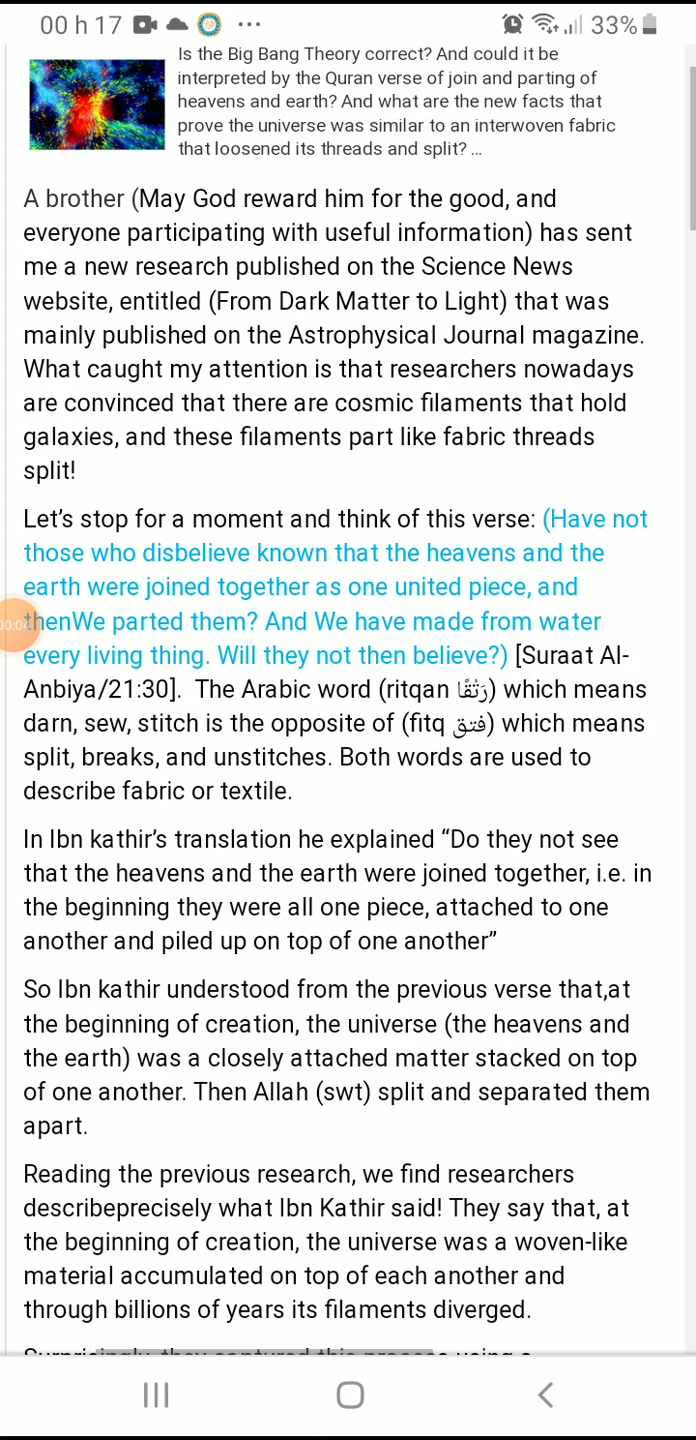 00 h 17 ... 33%
Is the Big Bang Theory correct? And could it be
interpreted by the Quran verse of join and parting of
heavens and earth? And what are the new facts that
prove the universe was similar to an interwoven fabric
that loosened its threads and split? ...
A brother (May God reward him for the good, and
everyone participating with useful information) has sent
me a new research published on the Science News
website, entitled (From Dark Matter to Light) that was
mainly published on the Astrophysical Journal magazine.
What caught my attention is that researchers nowadays
are convinced that there are cosmic filaments that hold
galaxies, and these filaments part like fabric threads
split!
Let's stop for a moment and think of this verse: (Have not
those who disbelieve known that the heavens and the
earth were joined together as one united piece, and
thenWe parted them? And We have made from water
every living thing. Will they not then believe?) [Suraat Al-
Anbiya/21:30]. The Arabic word (ritqan رَتْقًا) which means
darn, sew, stitch is the opposite of (fitq فتق) which means
split, breaks, and unstitches. Both words are used to
describe fabric or textile.
In Ibn kathir's translation he explained “Do they not see
that the heavens and the earth were joined together, i.e. in
the beginning they were all one piece, attached to one
another and piled up on top of one another”
So Ibn kathir understood from the previous verse that,at
the beginning of creation, the universe (the heavens and
the earth) was a closely attached matter stacked on top
of one another. Then Allah (swt) split and separated them
apart.
Reading the previous research, we find researchers
describeprecisely what Ibn Kathir said! They say that, at
the beginning of creation, the universe was a woven-like
material accumulated on top of each another and
through billions of years its filaments diverged.
Surprisingly, they captured this process using a